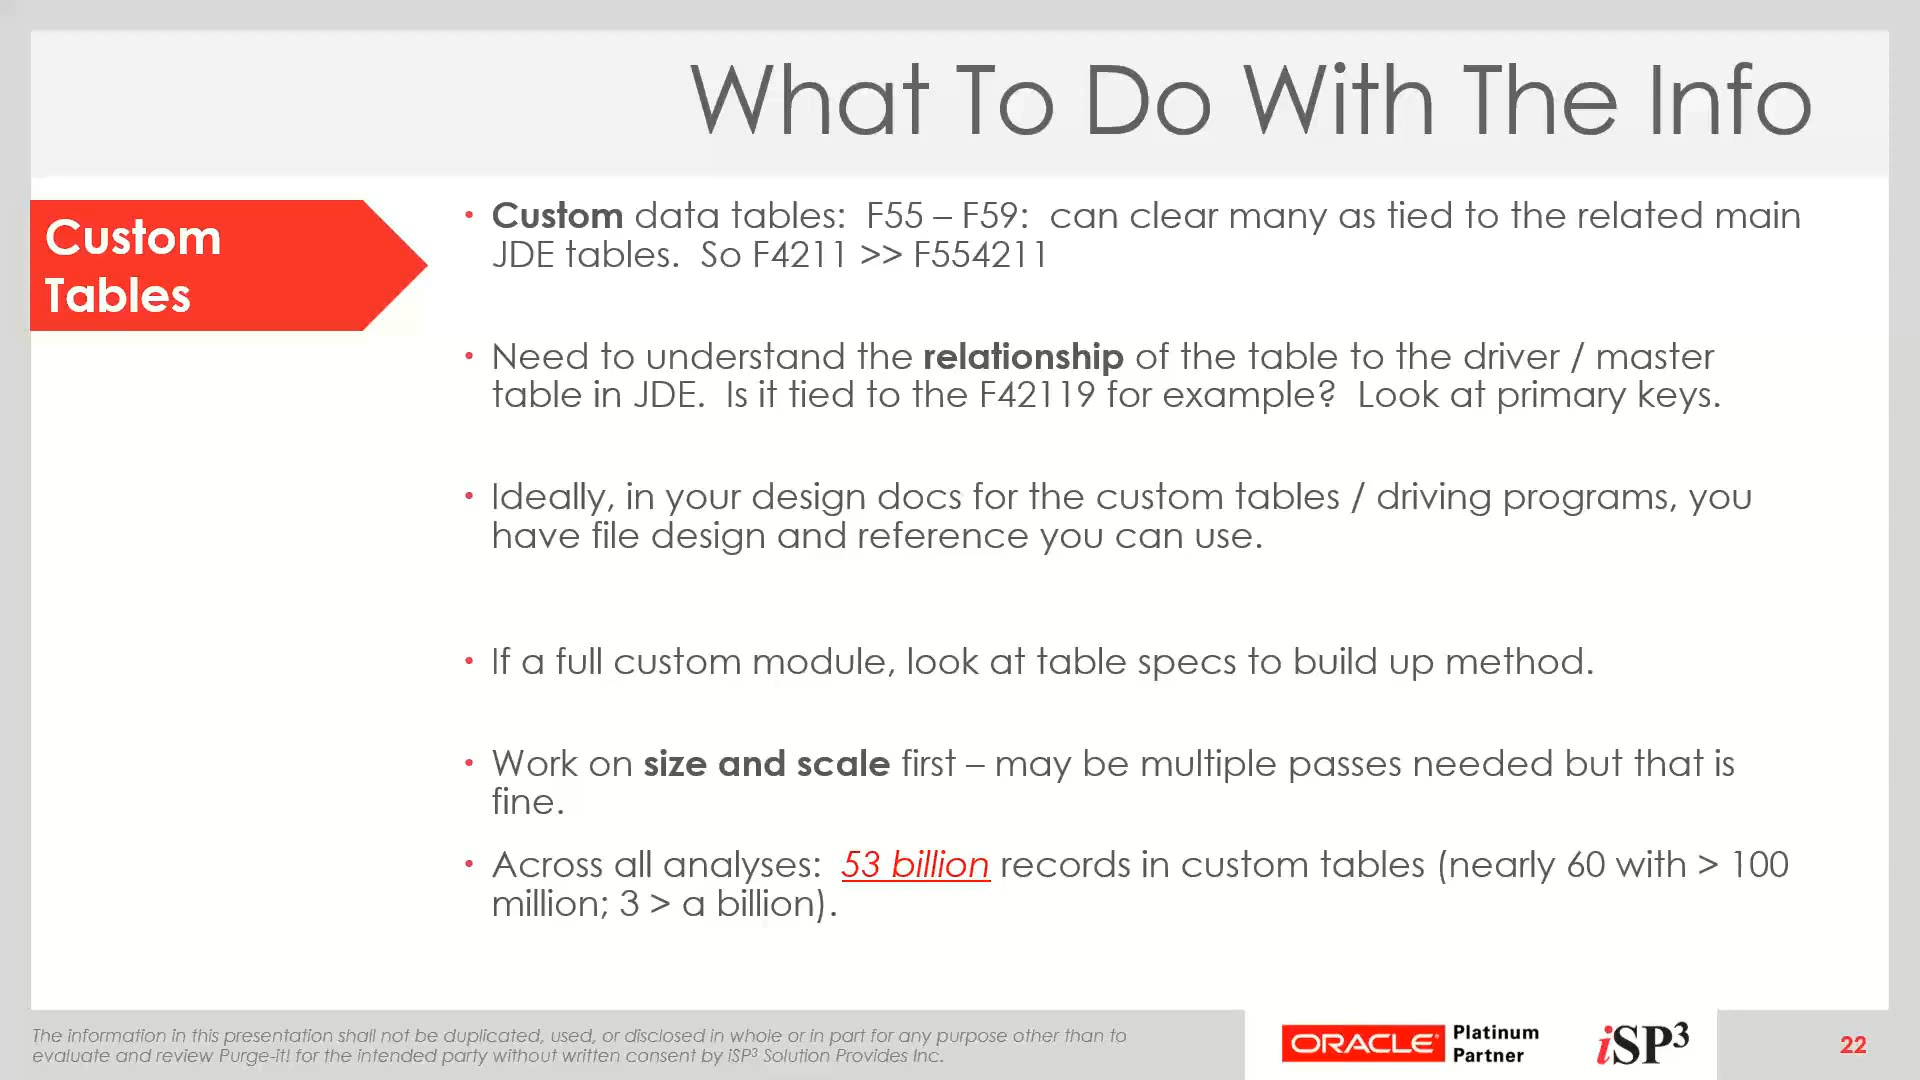 What To Do With The Info
Custom
Tables
• Custom data tables:  F55 – F59:  can clear many as tied to the related main
JDE tables.  So F4211 >> F554211
• Need to understand the relationship of the table to the driver / master
table in JDE.  Is it tied to the F42119 for example?  Look at primary keys.
• Ideally, in your design docs for the custom tables / driving programs, you
have file design and reference you can use.
• If a full custom module, look at table specs to build up method.
• Work on size and scale first – may be multiple passes needed but that is
fine.
• Across all analyses:  53 billion records in custom tables (nearly 60 with > 100
million; 3 > a billion).
The information in this presentation shall not be duplicated, used, or disclosed in whole or in part for any purpose other than to
evaluate and review Purge-it! for the intended party without written consent by iSP³ Solution Provides Inc.
ORACLE Platinum
Partner
iSP³
22